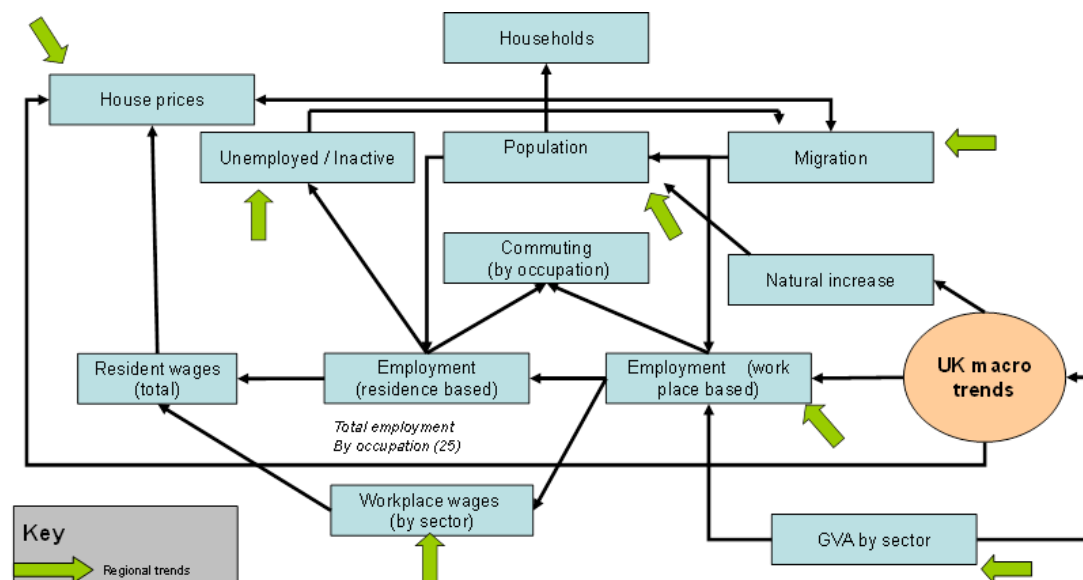 Households
House prices
Unemployed / Inactive
Population
Migration
Commuting
(by occupation)
Natural increase
UK macro
trends
Resident wages
(total)
Employment
(residence based)
Employment (work
place based)
Total employment
By occupation (25)
Workplace wages
(by sector)
GVA by sector
Key
Regional trends